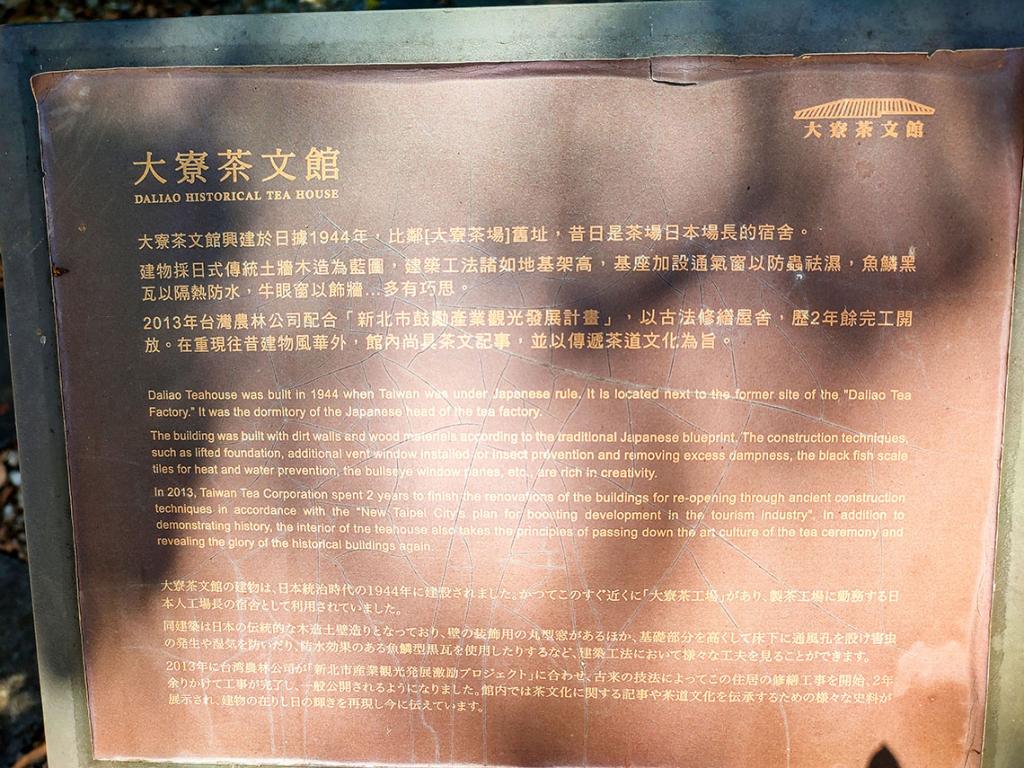 大寮茶文館
大寮茶文館
DALIAO HISTORICAL TEA HOUSE
大寮茶文館興建於日據1944年，比鄰[大寮茶場]舊址，昔日是茶場日本場長的宿舍。
建物採日式傳統土牆木造為藍圖，建築工法諸如地基架高，基座加設通氣窗以防蟲祛濕，魚鱗黑
瓦以隔熱防水，牛眼窗以飾牆...多有巧思。
2013年台灣農林公司配合「新北市鼓勵產業觀光發展計畫」，以古法修繕屋舍，歷2年餘完工開
放。在重現往昔建物風華外，館內尚具茶文記事，並以傳遞茶道文化為旨。
Daliao Teahouse was built in 1944 when Taiwan was under Japanese rule. It is located next to the former site of the "Daliao Tea
Factory." It was the dormitory of the Japanese head of the tea factory.
The building was built with dirt walls and wood materials according to the traditional Japanese blueprint. The construction techniques,
such as lifted foundation, additional vent window installed for insect prevention and removing excess dampness, the black fish scale
tiles for heat and water prevention, the bullseye window panes, etc., are rich in creativity.
In 2013, Taiwan Tea Corporation spent 2 years to finish the renovations of the buildings for re-opening through ancient construction
techniques in accordance with the "New Taipei City's plan for boosting development in the tourism industry". In addition to
demonstrating history, the interior of the teahouse also takes the principles of passing down the art culture of the tea ceremony and
revealing the glory of the historical buildings again.
大寮茶文館の建物は、日本統治時代の1944年に建設されました。かつてこのすぐ近くに「大寮茶工場」があり、製茶工場に勤務する日
本人工場長の宿舎として利用されていました。
同建築は日本の伝統的な木造土壁造りとなっており、壁の装飾用の丸型窓があるほか、基礎部分を高くして床下に通風孔を設け害虫
の発生や湿気を防いだり、防水効果のある魚鱗型黒瓦を使用したりするなど、建築工法において様々な工夫を見ることができます。
2013年に台湾農林公司が「新北市産業観光発展激励プロジェクト」に合わせ、古来の技法によってこの住居の修繕工事を開始、2年
余りかけて工事が完了し、一般公開されるようになりました。館内では茶文化に関する記事や茶道文化を伝承するための様々な史料が
展示され、建物の在りし日の輝きを再現し今に伝えています。